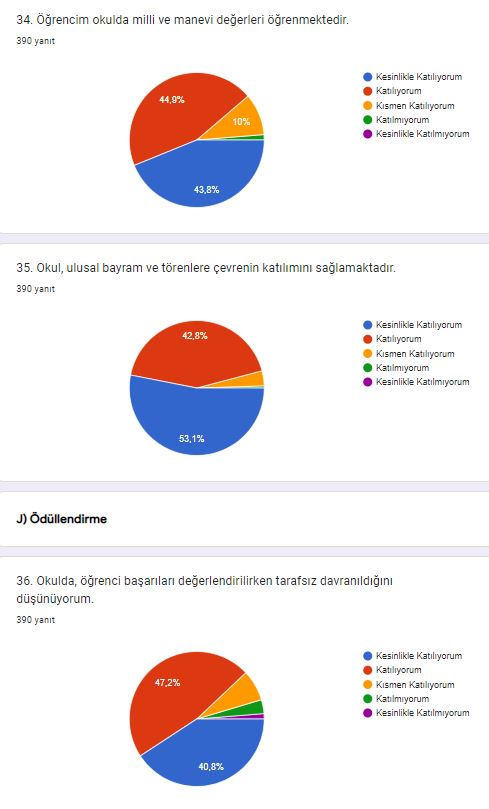 34. Öğrencim okulda milli ve manevi değerleri öğrenmektedir.
390 yanıt
Kesinlikle Katılıyorum
Katılıyorum
Kısmen Katılıyorum
Katılmıyorum
Kesinlikle Katılmıyorum
44,9%
10%
43,8%
35. Okul, ulusal bayram ve törenlere çevrenin katılımını sağlamaktadır.
390 yanıt
Kesinlikle Katılıyorum
Katılıyorum
Kısmen Katılıyorum
Katılmıyorum
Kesinlikle Katılmıyorum
42,8%
53,1%
J) Ödüllendirme
36. Okulda, öğrenci başarıları değerlendirilirken tarafsız davranıldığını
düşünüyorum.
390 yanıt
Kesinlikle Katılıyorum
Katılıyorum
Kısmen Katılıyorum
Katılmıyorum
Kesinlikle Katılmıyorum
47,2%
40,8%